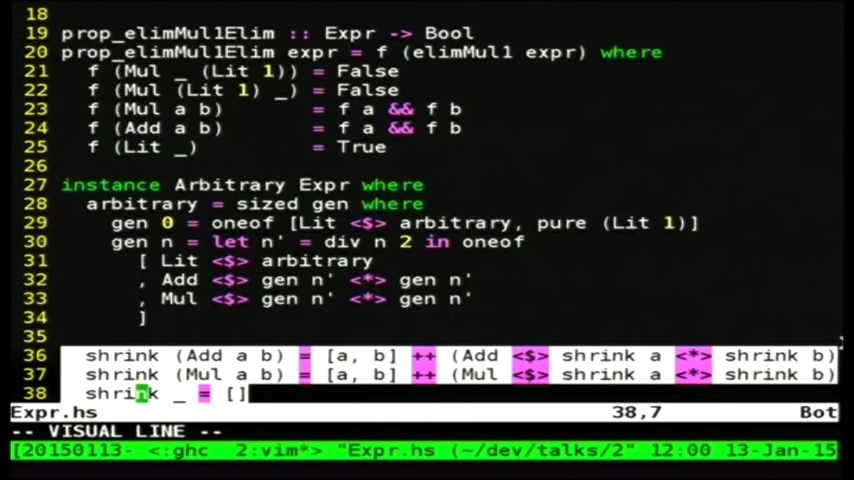 18
19 prop_elimMul1Elim :: Expr -> Bool
20 prop_elimMul1Elim expr = f (elimMul1 expr) where
21   f (Mul _ (Lit 1)) = False
22   f (Mul (Lit 1) _) = False
23   f (Mul a b)       = f a && f b
24   f (Add a b)       = f a && f b
25   f (Lit _)         = True
26
27 instance Arbitrary Expr where
28   arbitrary = sized gen where
29     gen 0 = oneof [Lit <$> arbitrary, pure (Lit 1)]
30     gen n = let n' = div n 2 in oneof
31       [ Lit <$> arbitrary
32       , Add <$> gen n' <*> gen n'
33       , Mul <$> gen n' <*> gen n'
34       ]
35
36   shrink (Add a b) = [a, b] ++ (Add <$> shrink a <*> shrink b)
37   shrink (Mul a b) = [a, b] ++ (Mul <$> shrink a <*> shrink b)
38   shrink _ = []
Expr.hs 38,7 Bot
-- VISUAL LINE --
[20150113- <:ghc  2:vim*> "Expr.hs (~/dev/talks/2" 12:00 13-Jan-15